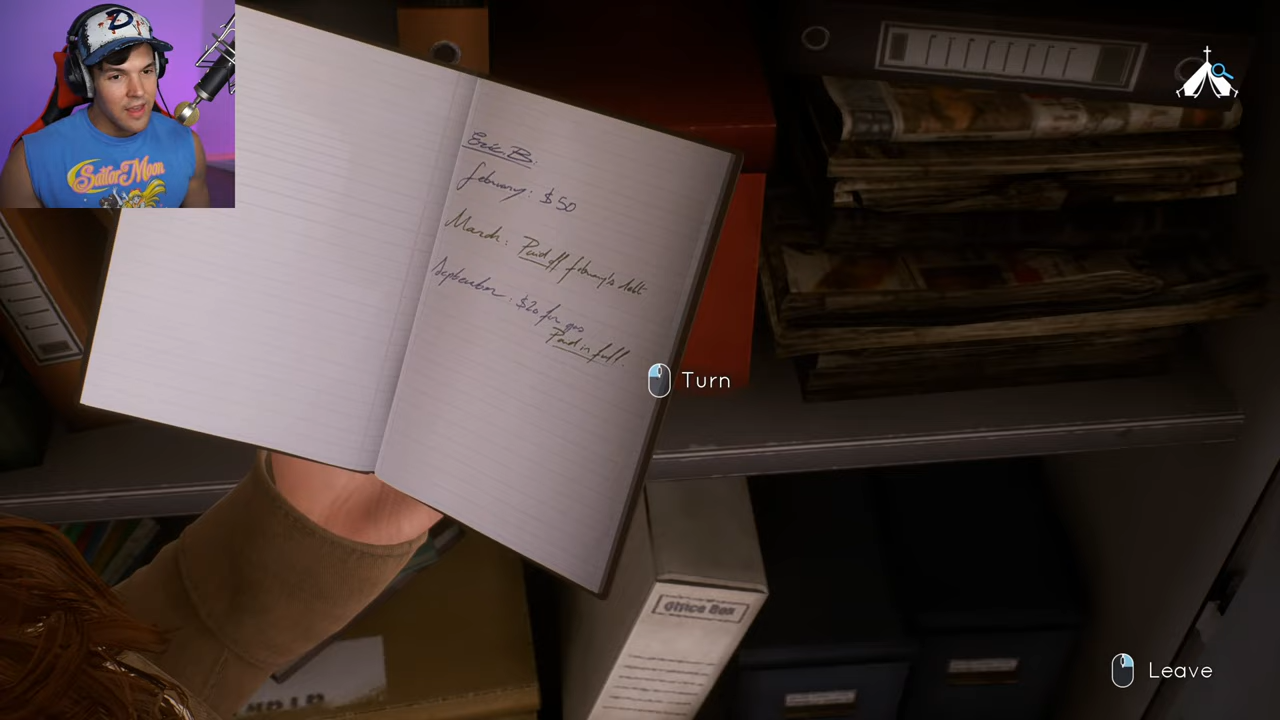 Sailor Moon
Eric B.
February: $50
March: Paid off february's debt
September: $20 for gas
Paid in full.
Turn
Office Box
Leave